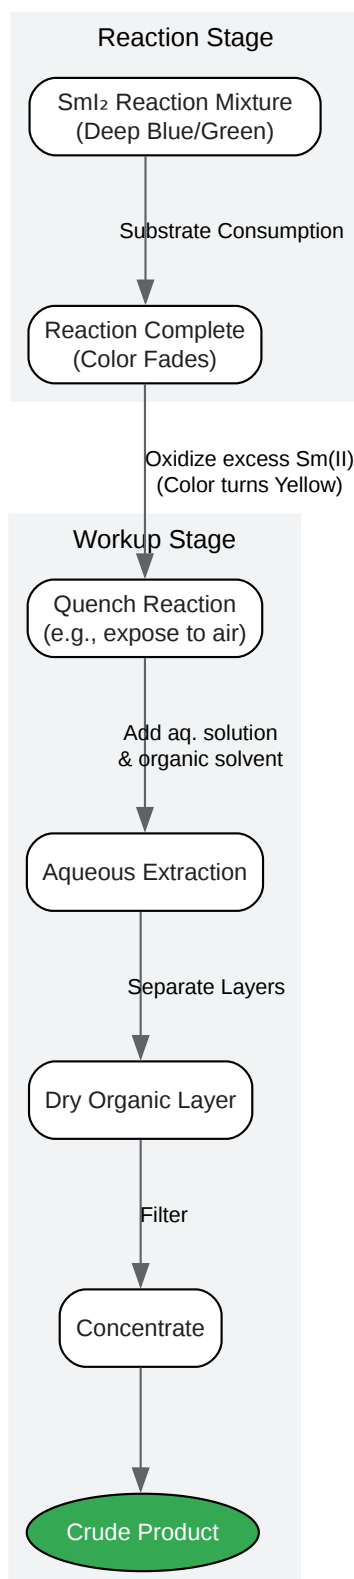 Reaction Stage
SmI₂ Reaction Mixture
(Deep Blue/Green)
Substrate Consumption
Reaction Complete
(Color Fades)
Oxidize excess Sm(II)
(Color turns Yellow)
Workup Stage
Quench Reaction
(e.g., expose to air)
Add aq. solution
& organic solvent
Aqueous Extraction
Separate Layers
Dry Organic Layer
Filter
Concentrate
Crude Product